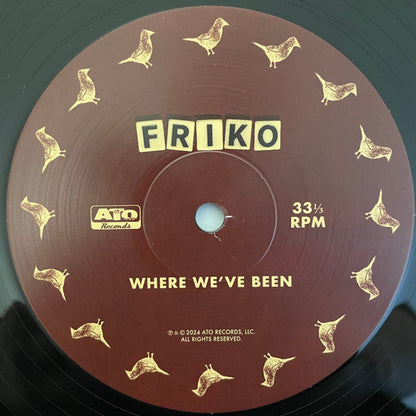 FRIKO
ATO
Records
33⅓
RPM
WHERE WE'VE BEEN
℗ & © 2024 ATO RECORDS, LLC.
ALL RIGHTS RESERVED.